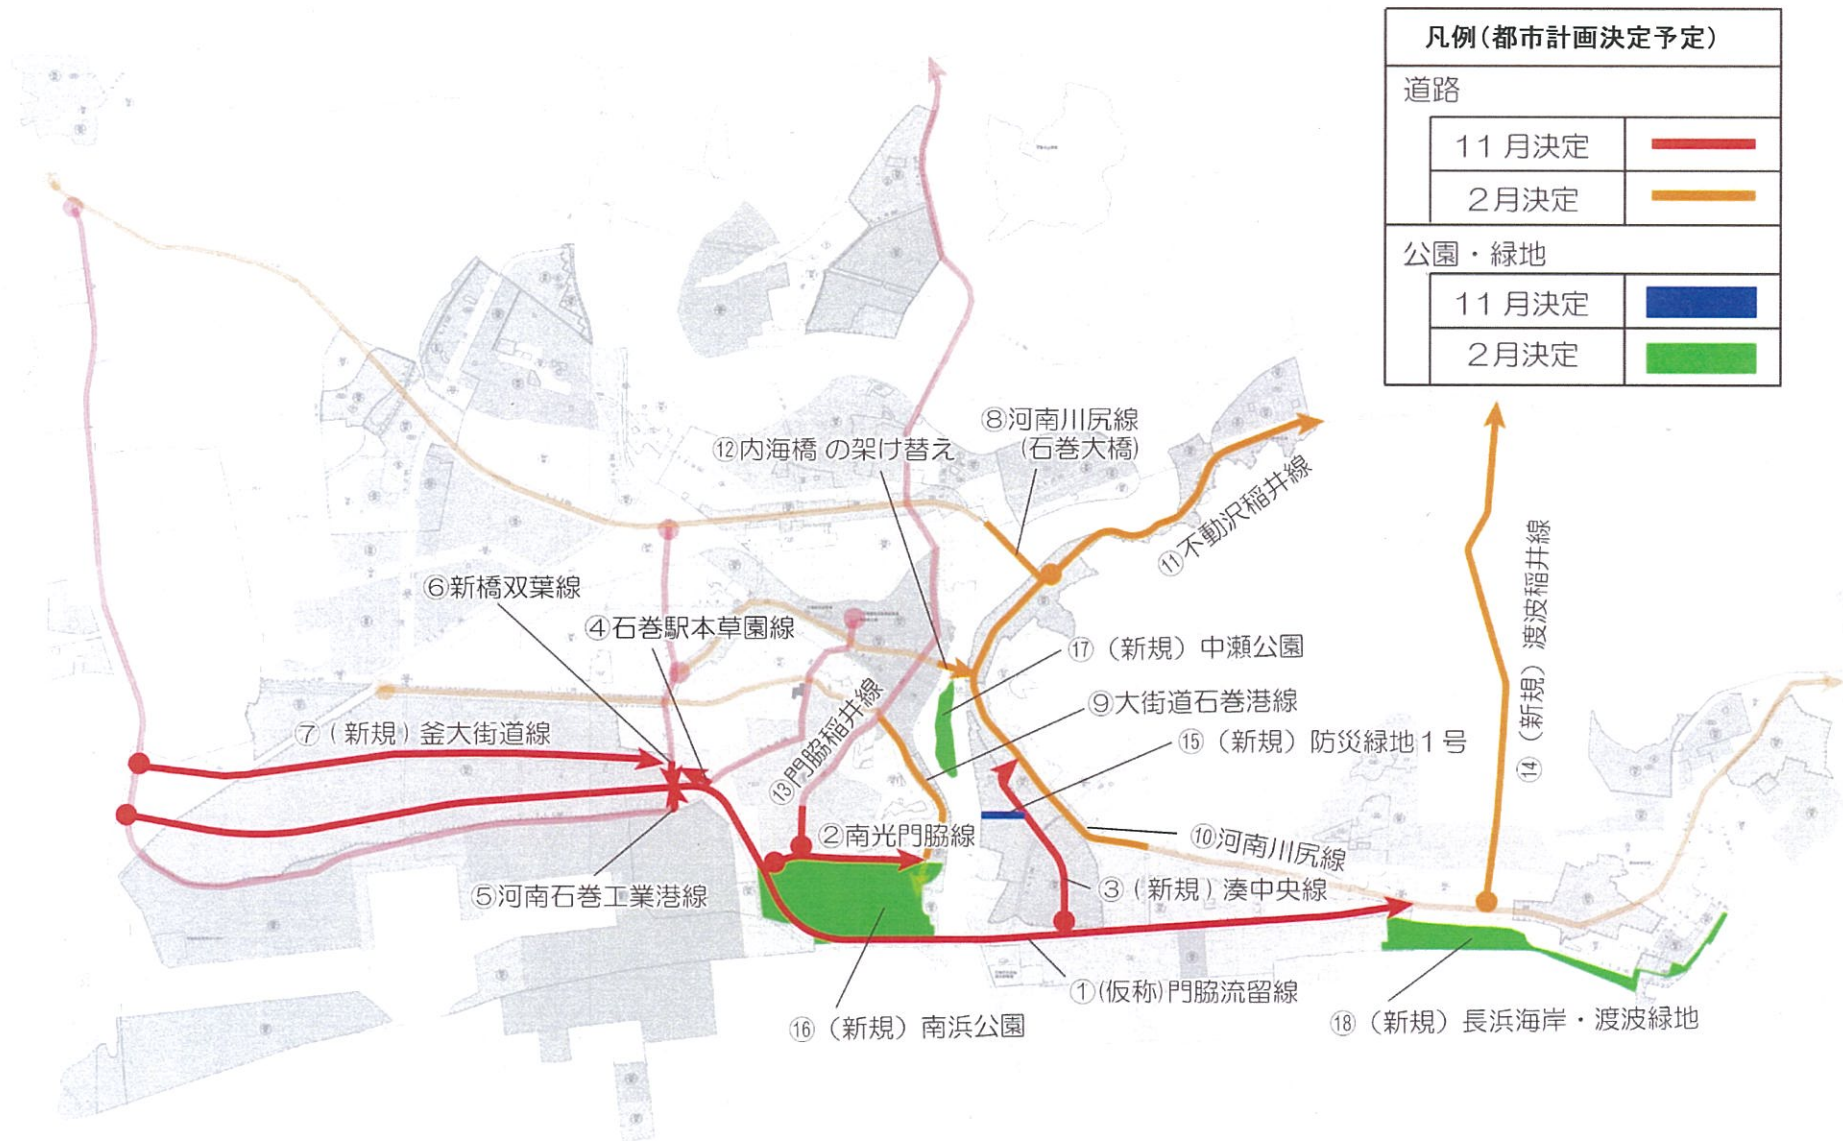 凡例(都市計画決定予定)
道路
11月決定
2月決定
公園・緑地
11月決定
2月決定
⑧河南川尻線
(石巻大橋)
⑫内海橋 の架け替え
⑪不動沢稲井線
⑭ (新規) 渡波稲井線
⑥新橋双葉線
④石巻駅本草園線
⑰ (新規) 中瀬公園
⑨大街道石巻港線
⑦ (新規) 釜大街道線
⑬門脇稲井線
⑮ (新規) 防災緑地1号
②南光門脇線
⑩河南川尻線
⑤河南石巻工業港線
③ (新規) 湊中央線
①(仮称)門脇流留線
⑯ (新規) 南浜公園
⑱ (新規) 長浜海岸・渡波緑地